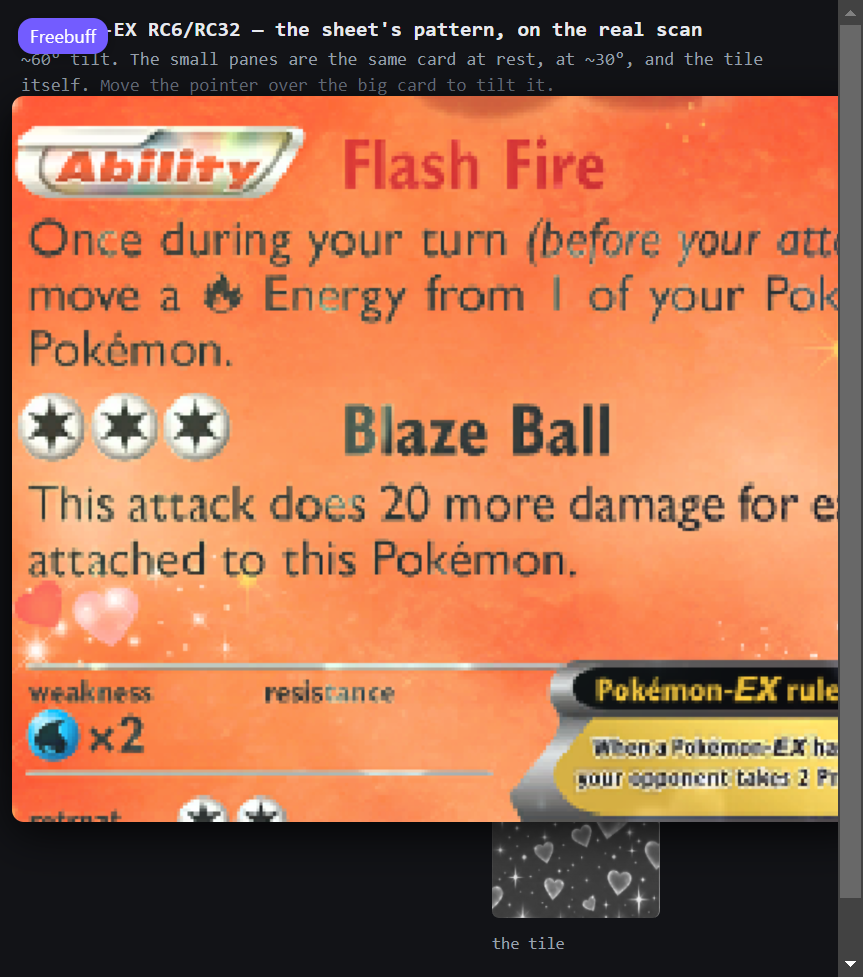 Freebuff
-EX RC6/RC32 — the sheet's pattern, on the real scan
~60° tilt. The small panes are the same card at rest, at ~30°, and the tile
itself. Move the pointer over the big card to tilt it.
Ability Flash Fire
Once during your turn (before your att
move a Energy from 1 of your Pok
Pokémon.
Blaze Ball
This attack does 20 more damage for e
attached to this Pokémon.
weakness resistance
×2
Pokémon-EX rule
When a Pokémon-EX ha
your opponent takes 2 Pr
retreat
the tile